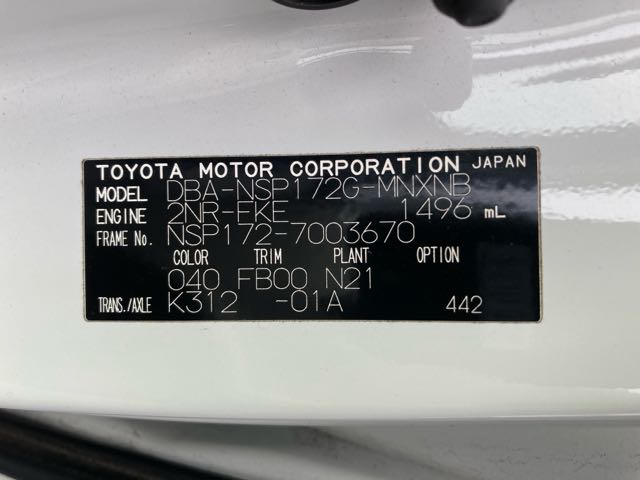 TOYOTA MOTOR CORPORATION JAPAN
MODEL DBA-NSP172G-MNXNB
ENGINE 2NR-FKE 1496 mL
FRAME No. NSP172-7003670
COLOR TRIM PLANT OPTION
040 FB00 N21
TRANS./AXLE K312 -01A 442